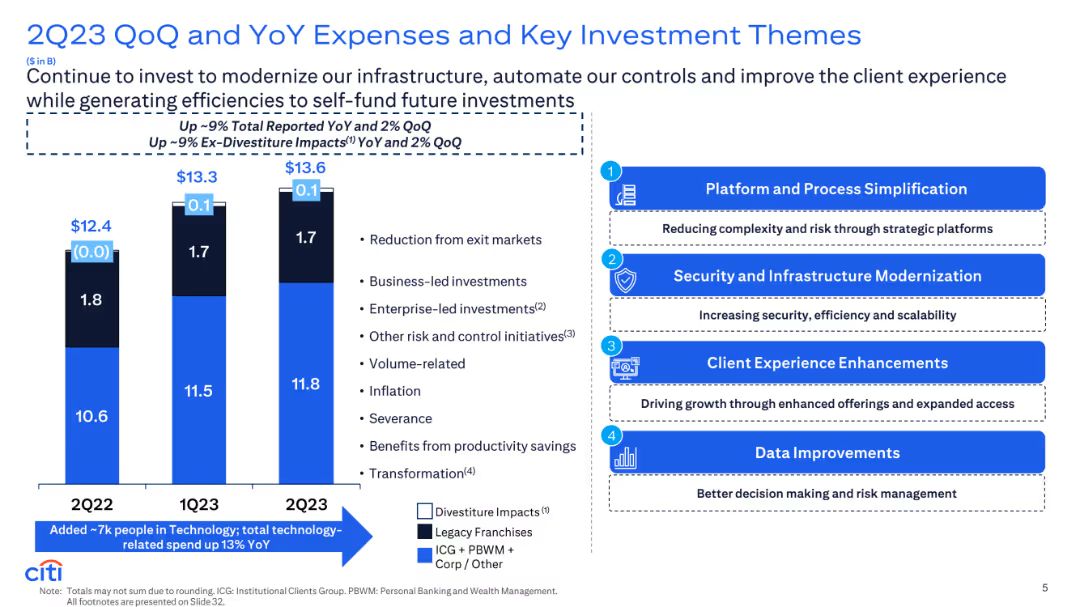 2Q23 QoQ and YoY Expenses and Key Investment Themes
($ in B)
Continue to invest to modernize our infrastructure, automate our controls and improve the client experience
while generating efficiencies to self-fund future investments
Up ~9% Total Reported YoY and 2% QoQ
Up ~9% Ex-Divestiture Impacts(1) YoY and 2% QoQ
$12.4
(0.0)
1.8
10.6
2Q22
$13.3
0.1
1.7
11.5
1Q23
$13.6
0.1
1.7
11.8
2Q23
• Reduction from exit markets
• Business-led investments
• Enterprise-led investments(2)
• Other risk and control initiatives(3)
• Volume-related
• Inflation
• Severance
• Benefits from productivity savings
• Transformation(4)
Added ~7k people in Technology; total technology-
related spend up 13% YoY
Divestiture Impacts (1)
Legacy Franchises
ICG + PBWM +
Corp / Other
1
Platform and Process Simplification
Reducing complexity and risk through strategic platforms
2
Security and Infrastructure Modernization
Increasing security, efficiency and scalability
3
Client Experience Enhancements
Driving growth through enhanced offerings and expanded access
4
Data Improvements
Better decision making and risk management
citi
Note: Totals may not sum due to rounding. ICG: Institutional Clients Group. PBWM: Personal Banking and Wealth Management.
All footnotes are presented on Slide 32.
5